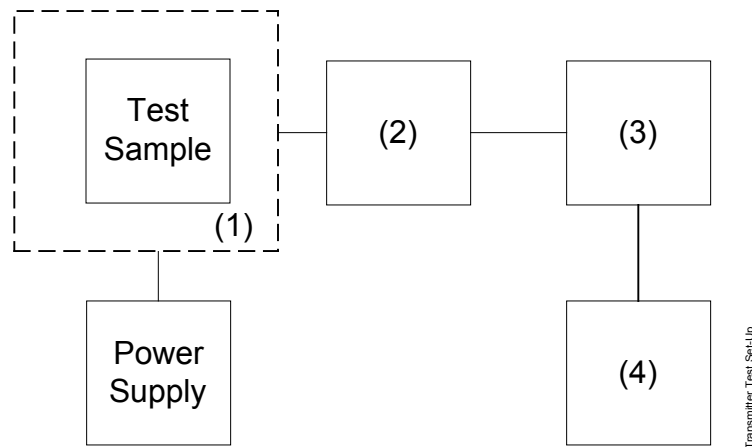 Test
Sample
(1)
(2)
(3)
Power
Supply
(4)
Transmitter Test Set-Up